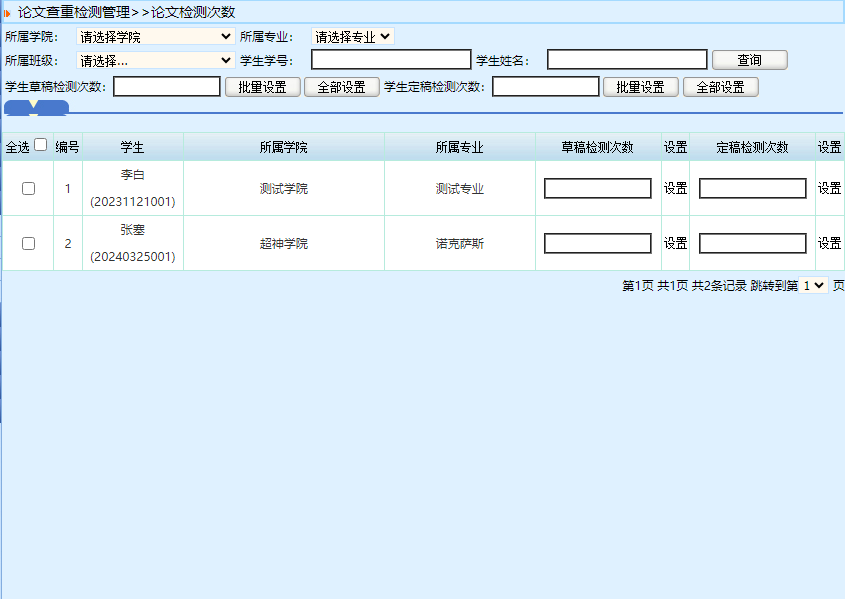 论文查重检测管理>>论文检测次数
所属学院: 请选择学院 所属专业: 请选择专业
所属班级: 请选择... 学生学号: 学生姓名: 查询
学生草稿检测次数: 批量设置 全部设置 学生定稿检测次数: 批量设置 全部设置
全选 编号 学生 所属学院 所属专业 草稿检测次数 设置 定稿检测次数 设置
1 李白 (20231121001) 测试学院 测试专业 设置 设置
2 张塞 (20240325001) 超神学院 诺克萨斯 设置 设置
第1页 共1页 共2条记录 跳转到第 1 页